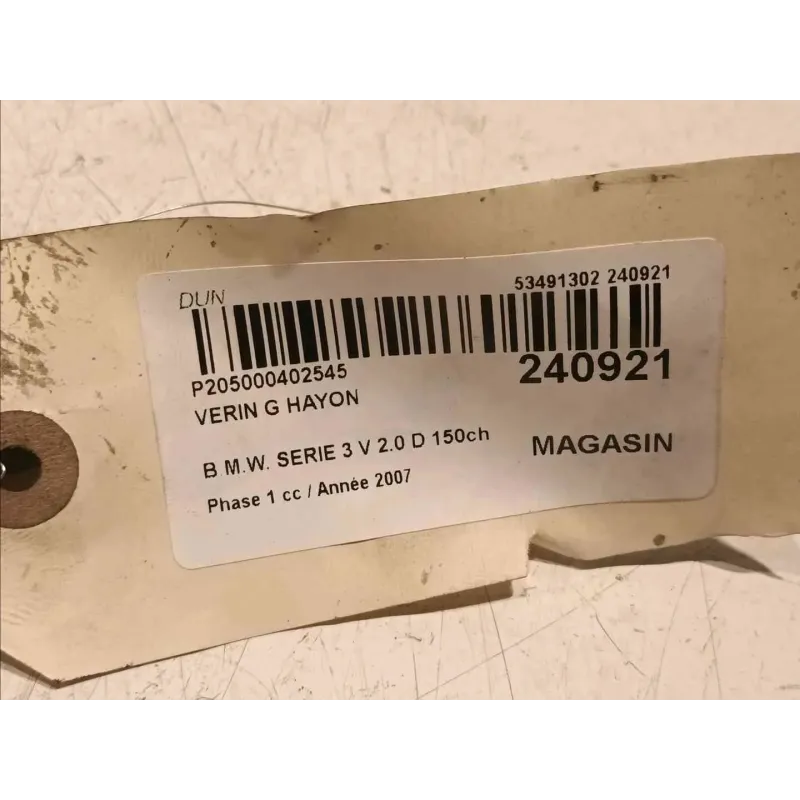 DUN
53491302 240921
P205000402545
240921
VERIN G HAYON
B M.W. SERIE 3 V 2.0 D 150ch
MAGASIN
Phase 1 cc / Année 2007